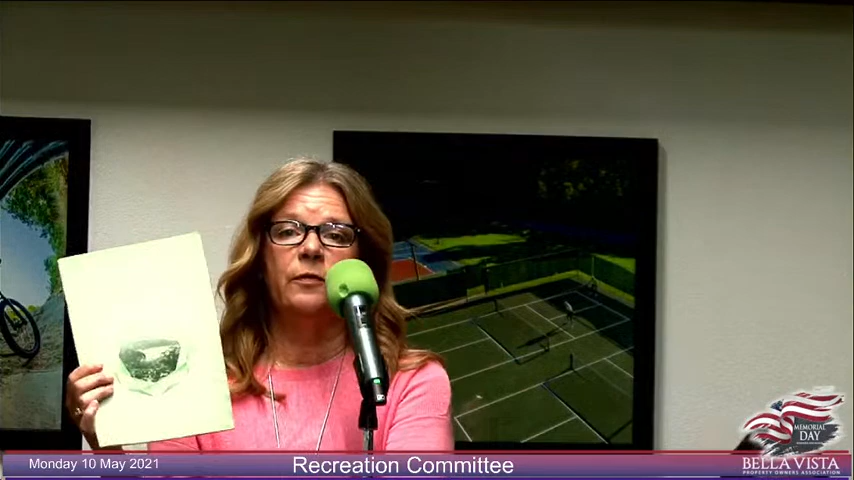 Monday 10 May 2021
Recreation Committee
MEMORIAL
DAY
BELLA VISTA
PROPERTY OWNERS ASSOCIATION